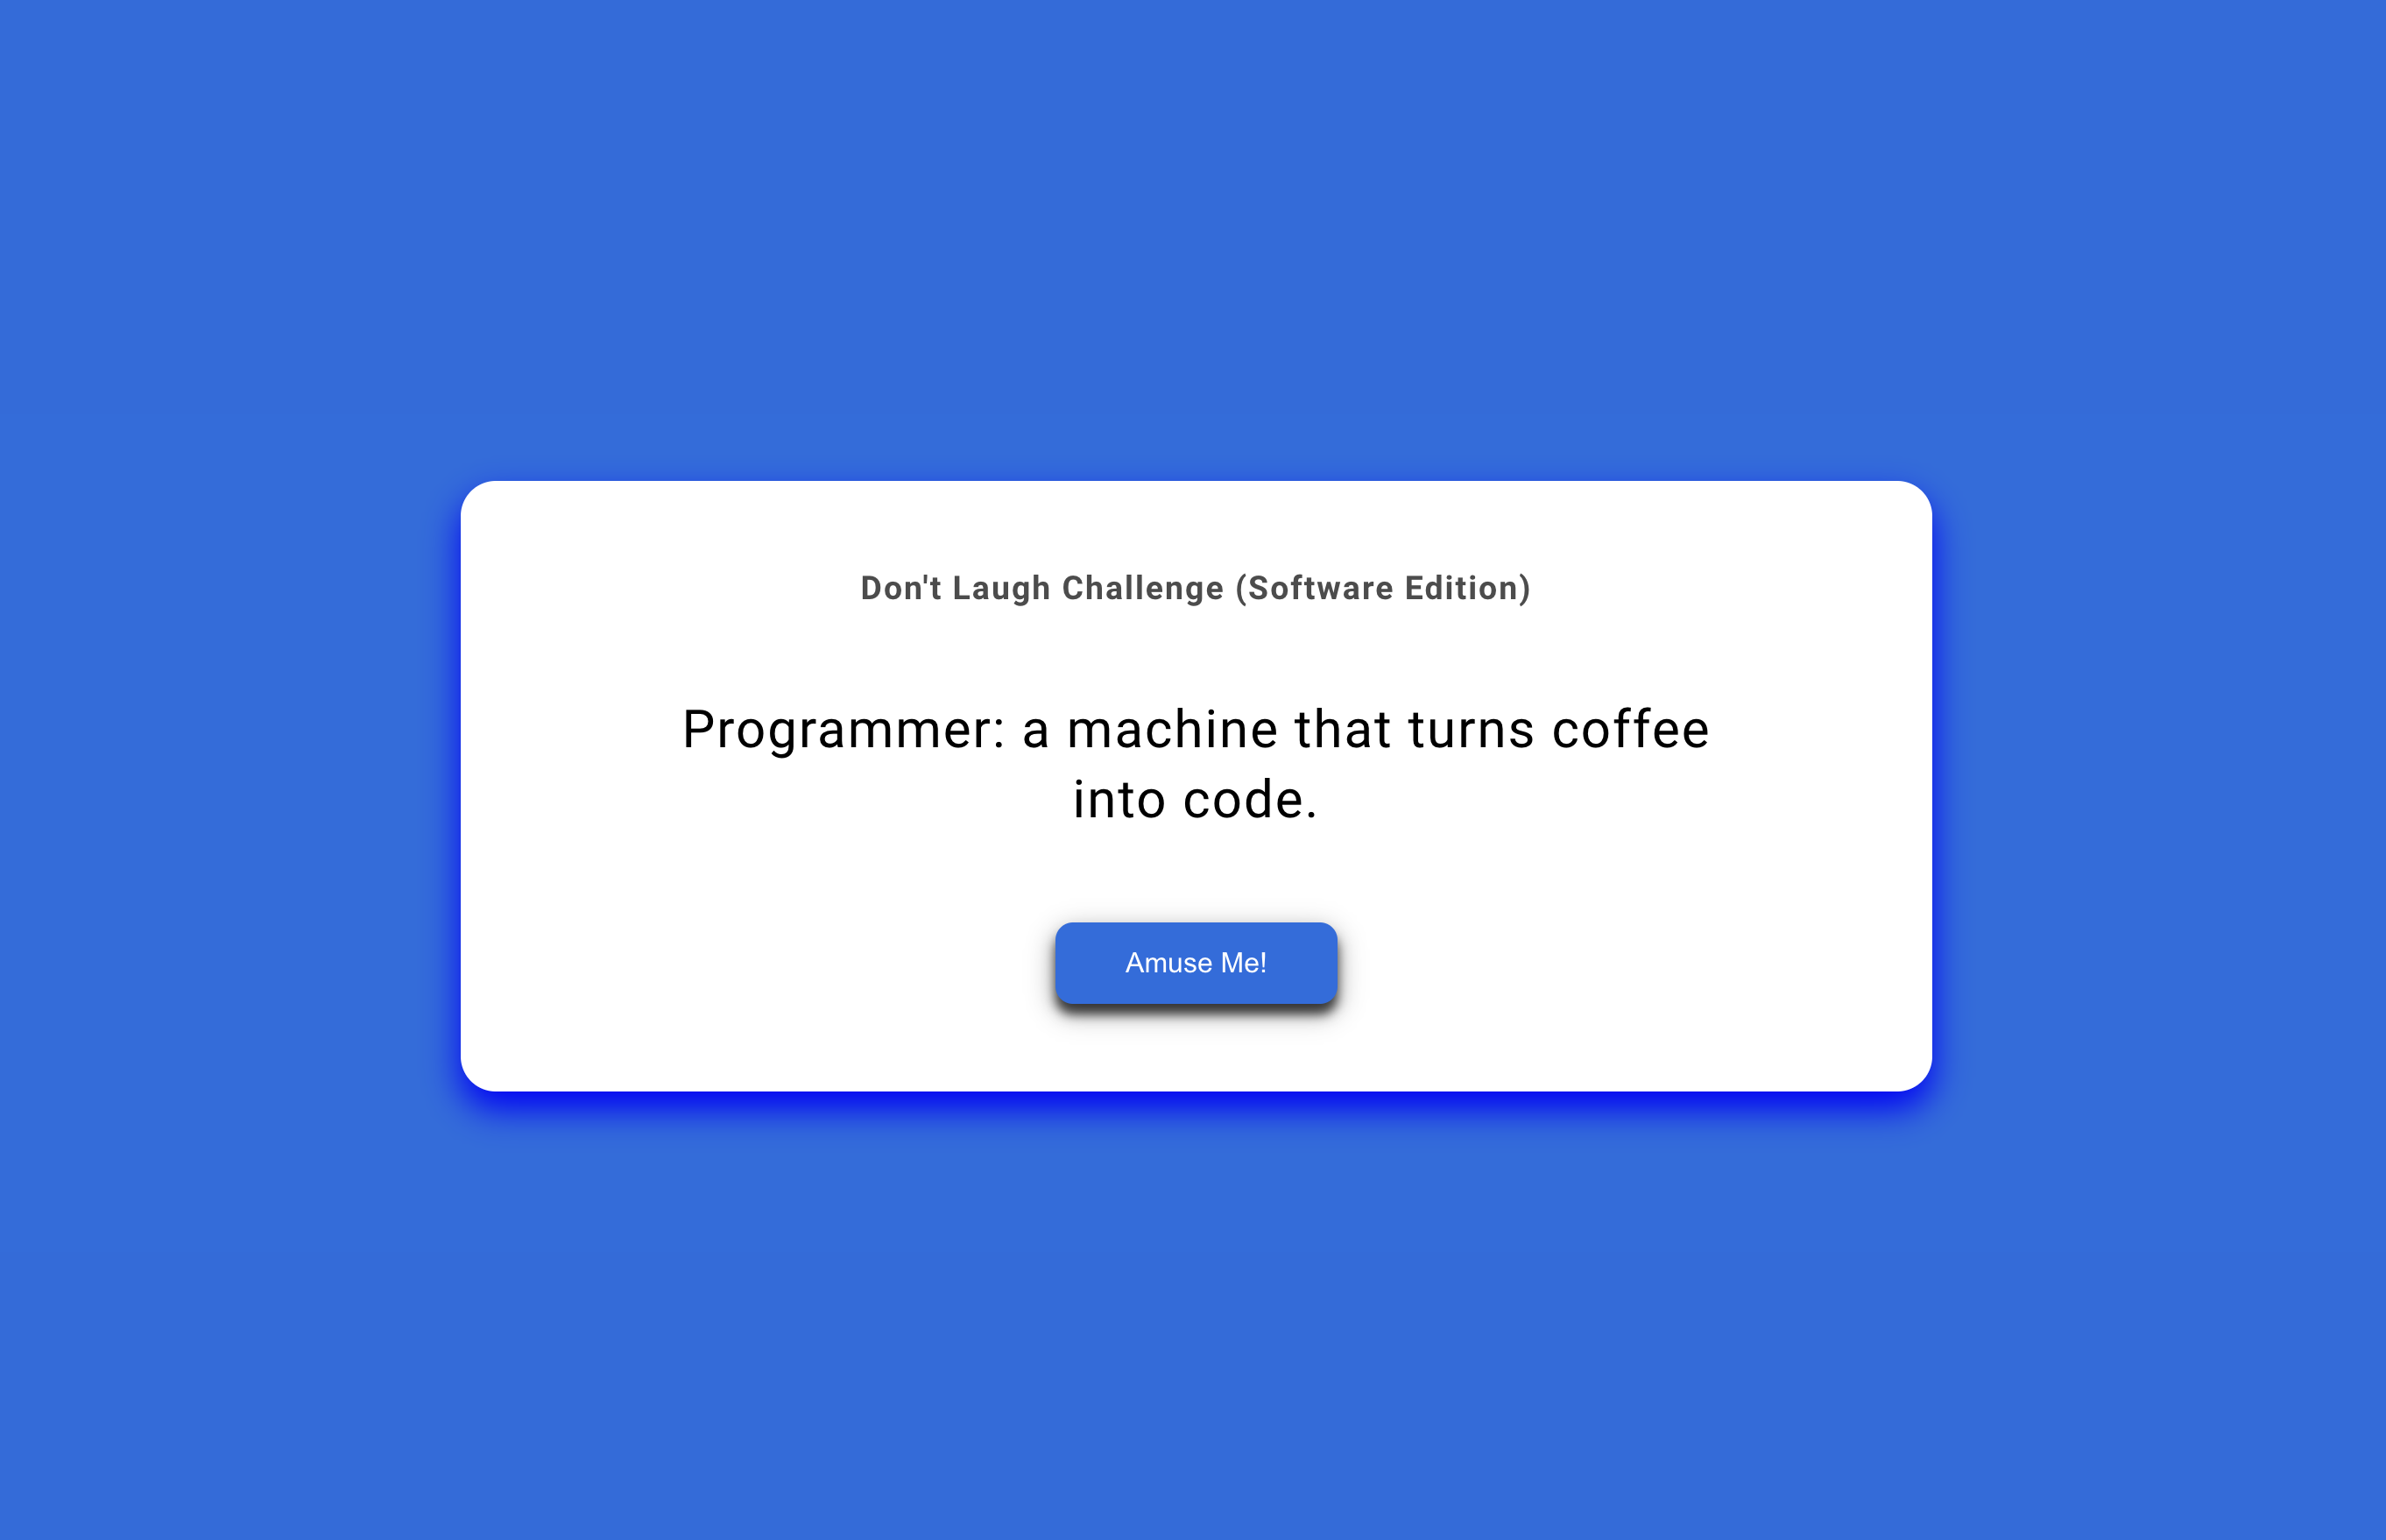 Don't Laugh Challenge (Software Edition)
Programmer: a machine that turns coffee
into code.
Amuse Me!